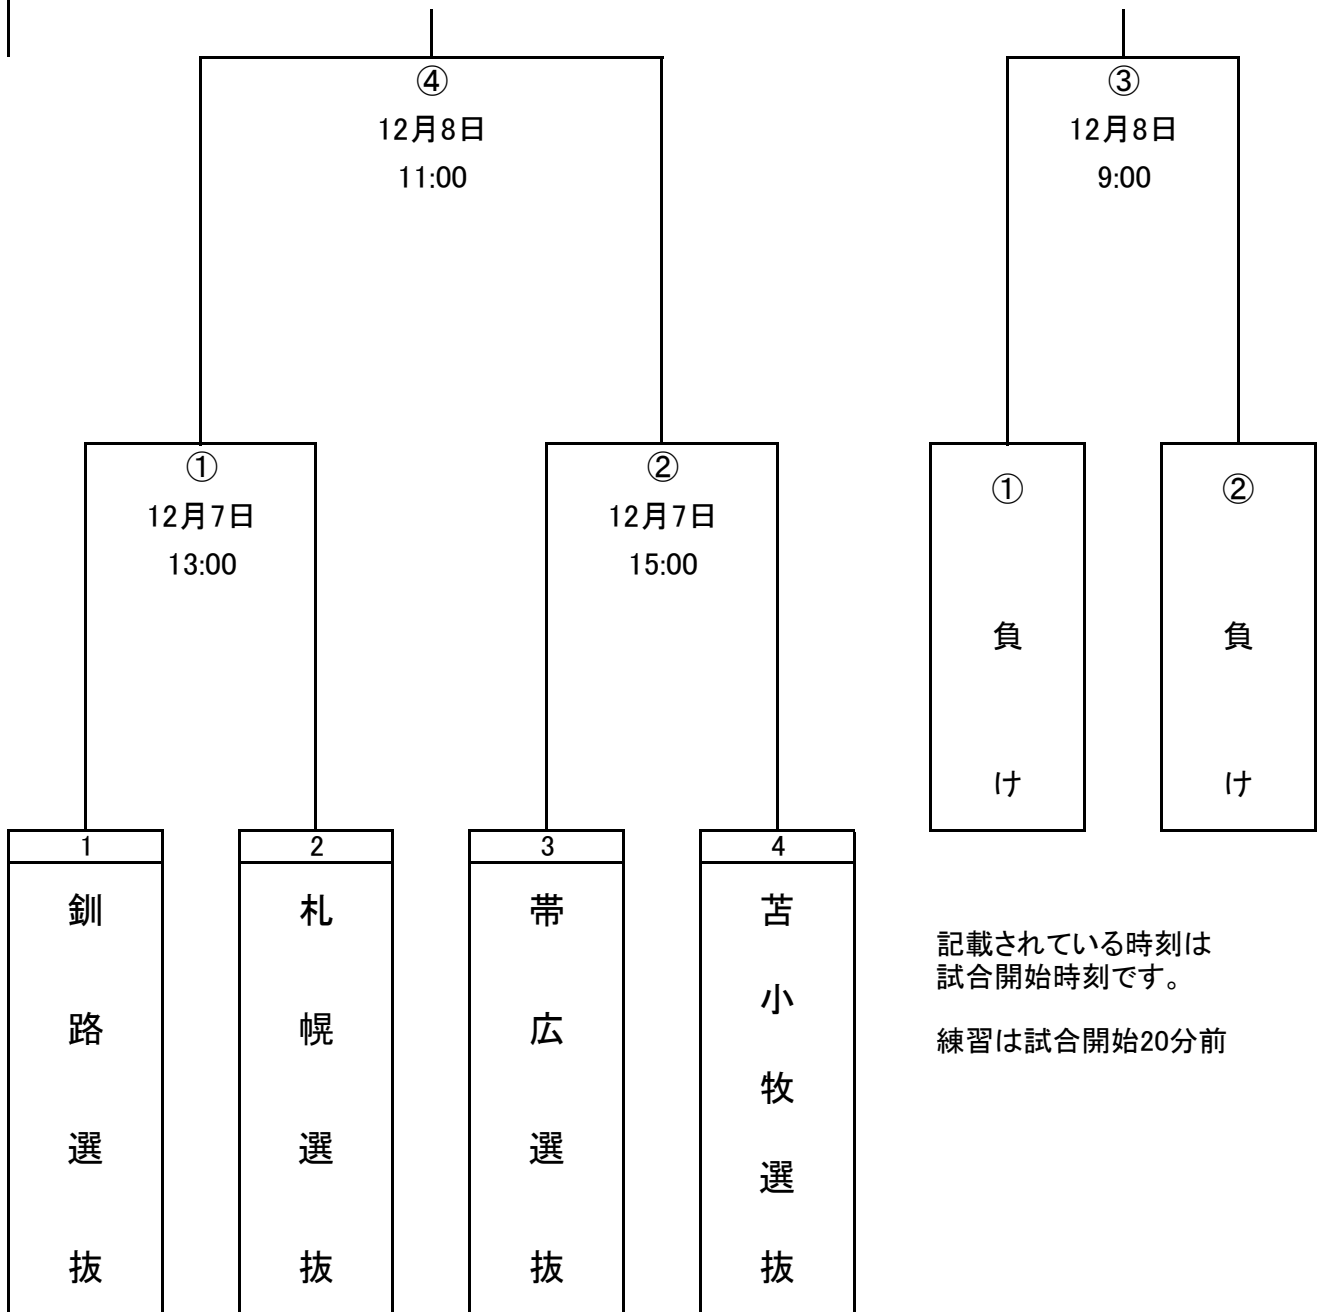 ④
12月8日
11:00
③
12月8日
9:00
①
12月7日
13:00
②
12月7日
15:00
①負け
②負け
1
釧路選抜
2
札幌選抜
3
帯広選抜
4
苫小牧選抜
記載されている時刻は
試合開始時刻です。
練習は試合開始20分前